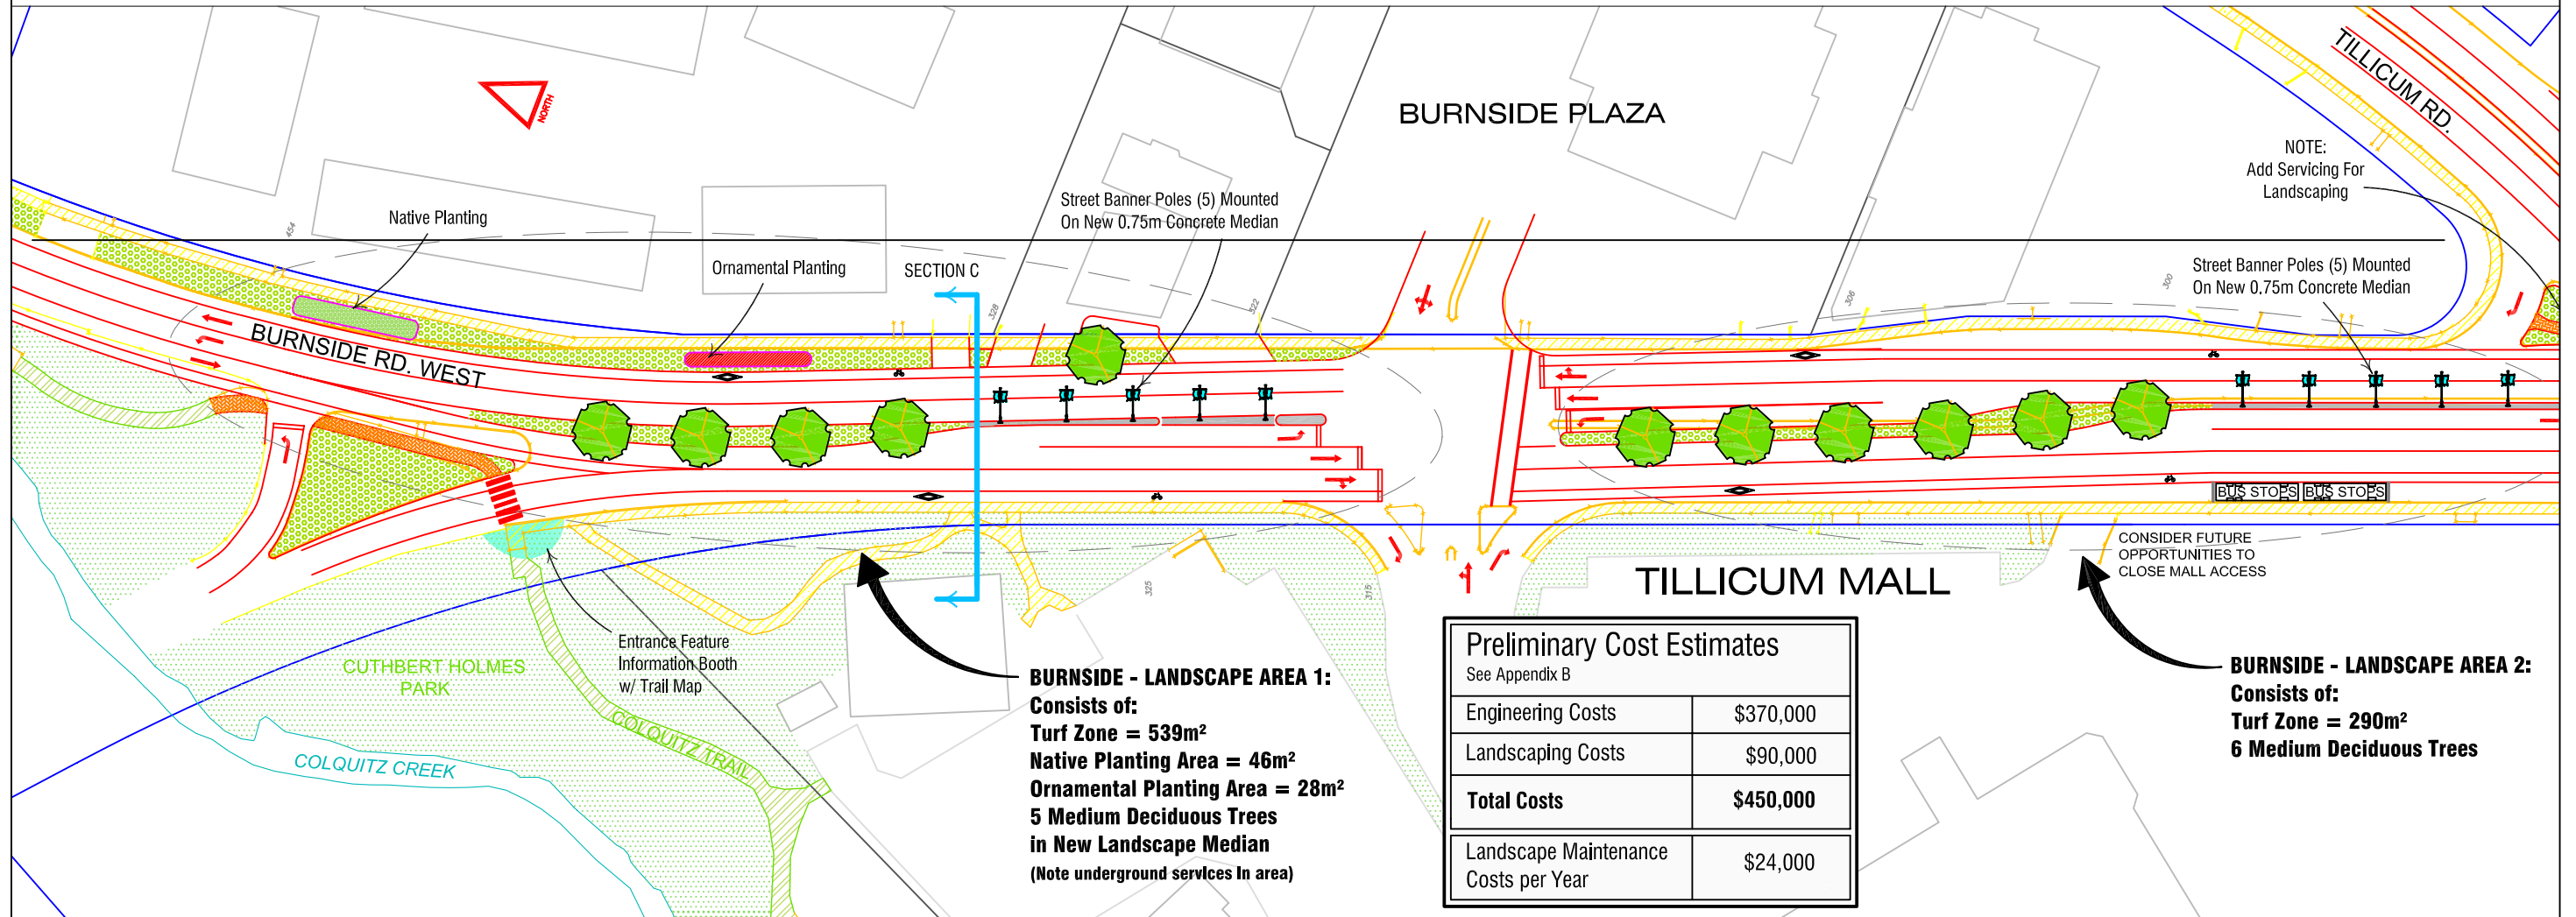 TILLICUM RD.
NORTH
BURNSIDE PLAZA
NOTE:
Add Servicing For
Landscaping
Native Planting
454
Street Banner Poles (5) Mounted
On New 0.75m Concrete Median
Ornamental Planting
SECTION C
328
322
306
300
Street Banner Poles (5) Mounted
On New 0.75m Concrete Median
BURNSIDE RD. WEST
BUS STOPS
BUS STOPS
CONSIDER FUTURE
OPPORTUNITIES TO
CLOSE MALL ACCESS
TILLICUM MALL
325
315
Entrance Feature
Information Booth
w/ Trail Map
CUTHBERT HOLMES
PARK
COLQUITZ TRAIL
COLQUITZ CREEK
BURNSIDE - LANDSCAPE AREA 1:
Consists of:
Turf Zone = 539m²
Native Planting Area = 46m²
Ornamental Planting Area = 28m²
5 Medium Deciduous Trees
in New Landscape Median
(Note underground services in area)
Preliminary Cost Estimates
See Appendix B
Engineering Costs $370,000
Landscaping Costs $90,000
Total Costs $450,000
Landscape Maintenance
Costs per Year $24,000
BURNSIDE - LANDSCAPE AREA 2:
Consists of:
Turf Zone = 290m²
6 Medium Deciduous Trees